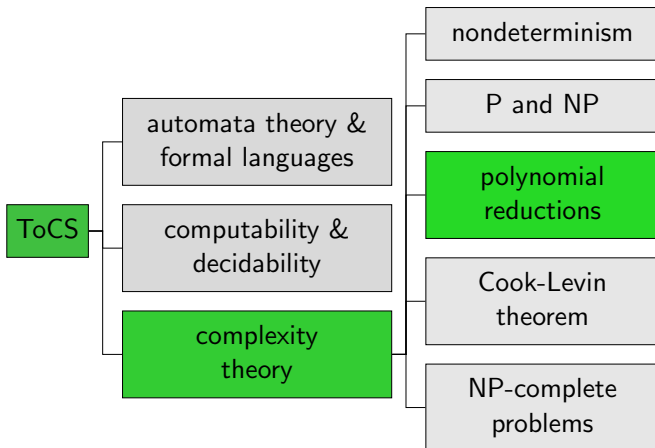 ToCS
automata theory &
formal languages
computability &
decidability
complexity
theory
nondeterminism
P and NP
polynomial
reductions
Cook-Levin
theorem
NP-complete
problems